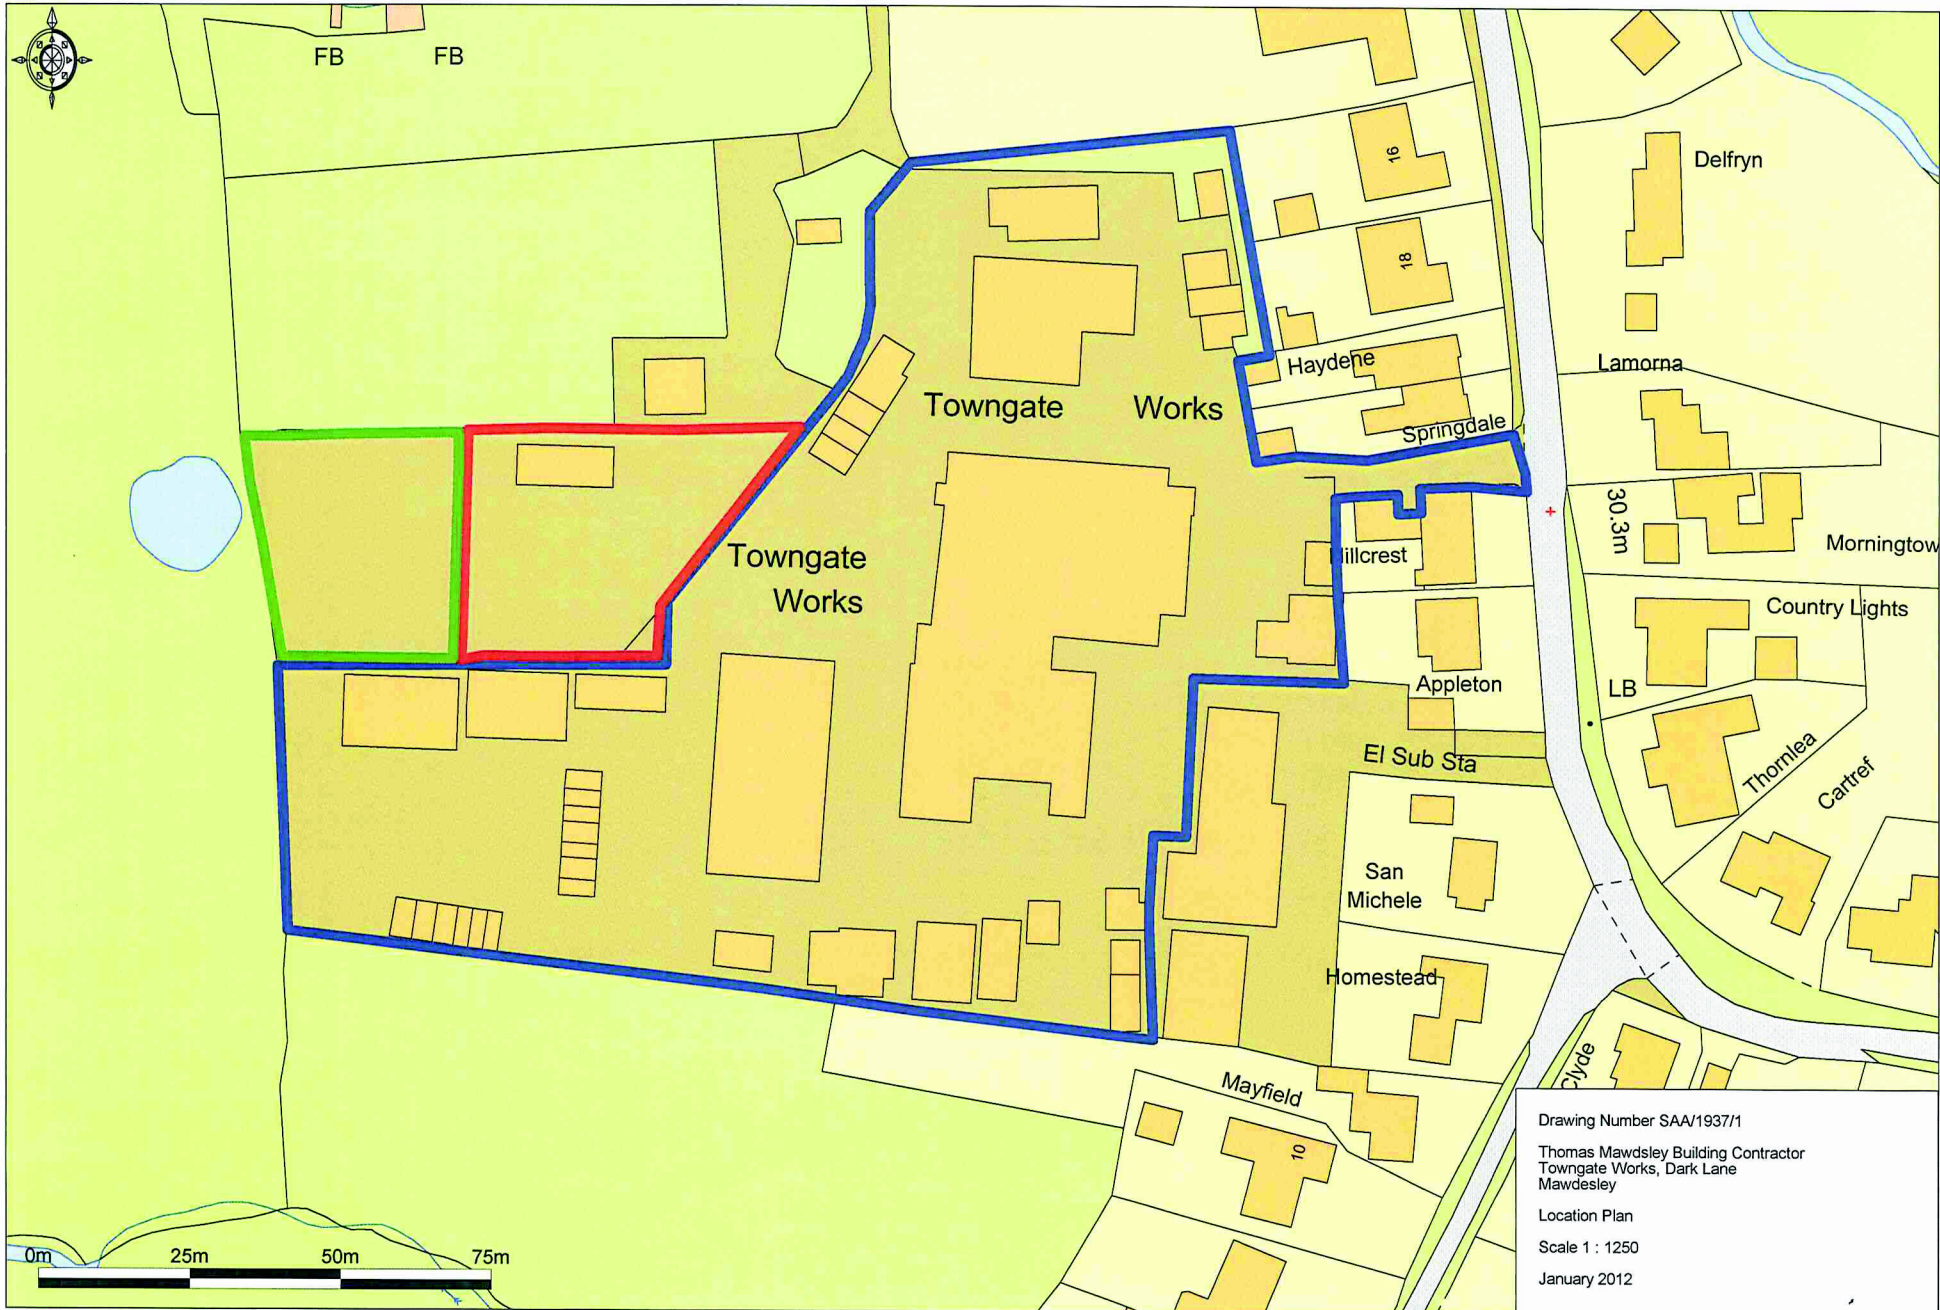 FB
FB
16
Delfryn
18
Haydene
Lamorna
Towngate
Works
Springdale
30.3m
Morningtow
Hillcrest
Towngate
Works
Country Lights
Appleton
LB
El Sub Sta
Thornlea
Cartref
San
Michele
Homestead
Clyde
Mayfield
10
Drawing Number SAA/1937/1
Thomas Mawdsley Building Contractor
Towngate Works, Dark Lane
Mawdesley
Location Plan
Scale 1 : 1250
January 2012
0m
25m
50m
75m